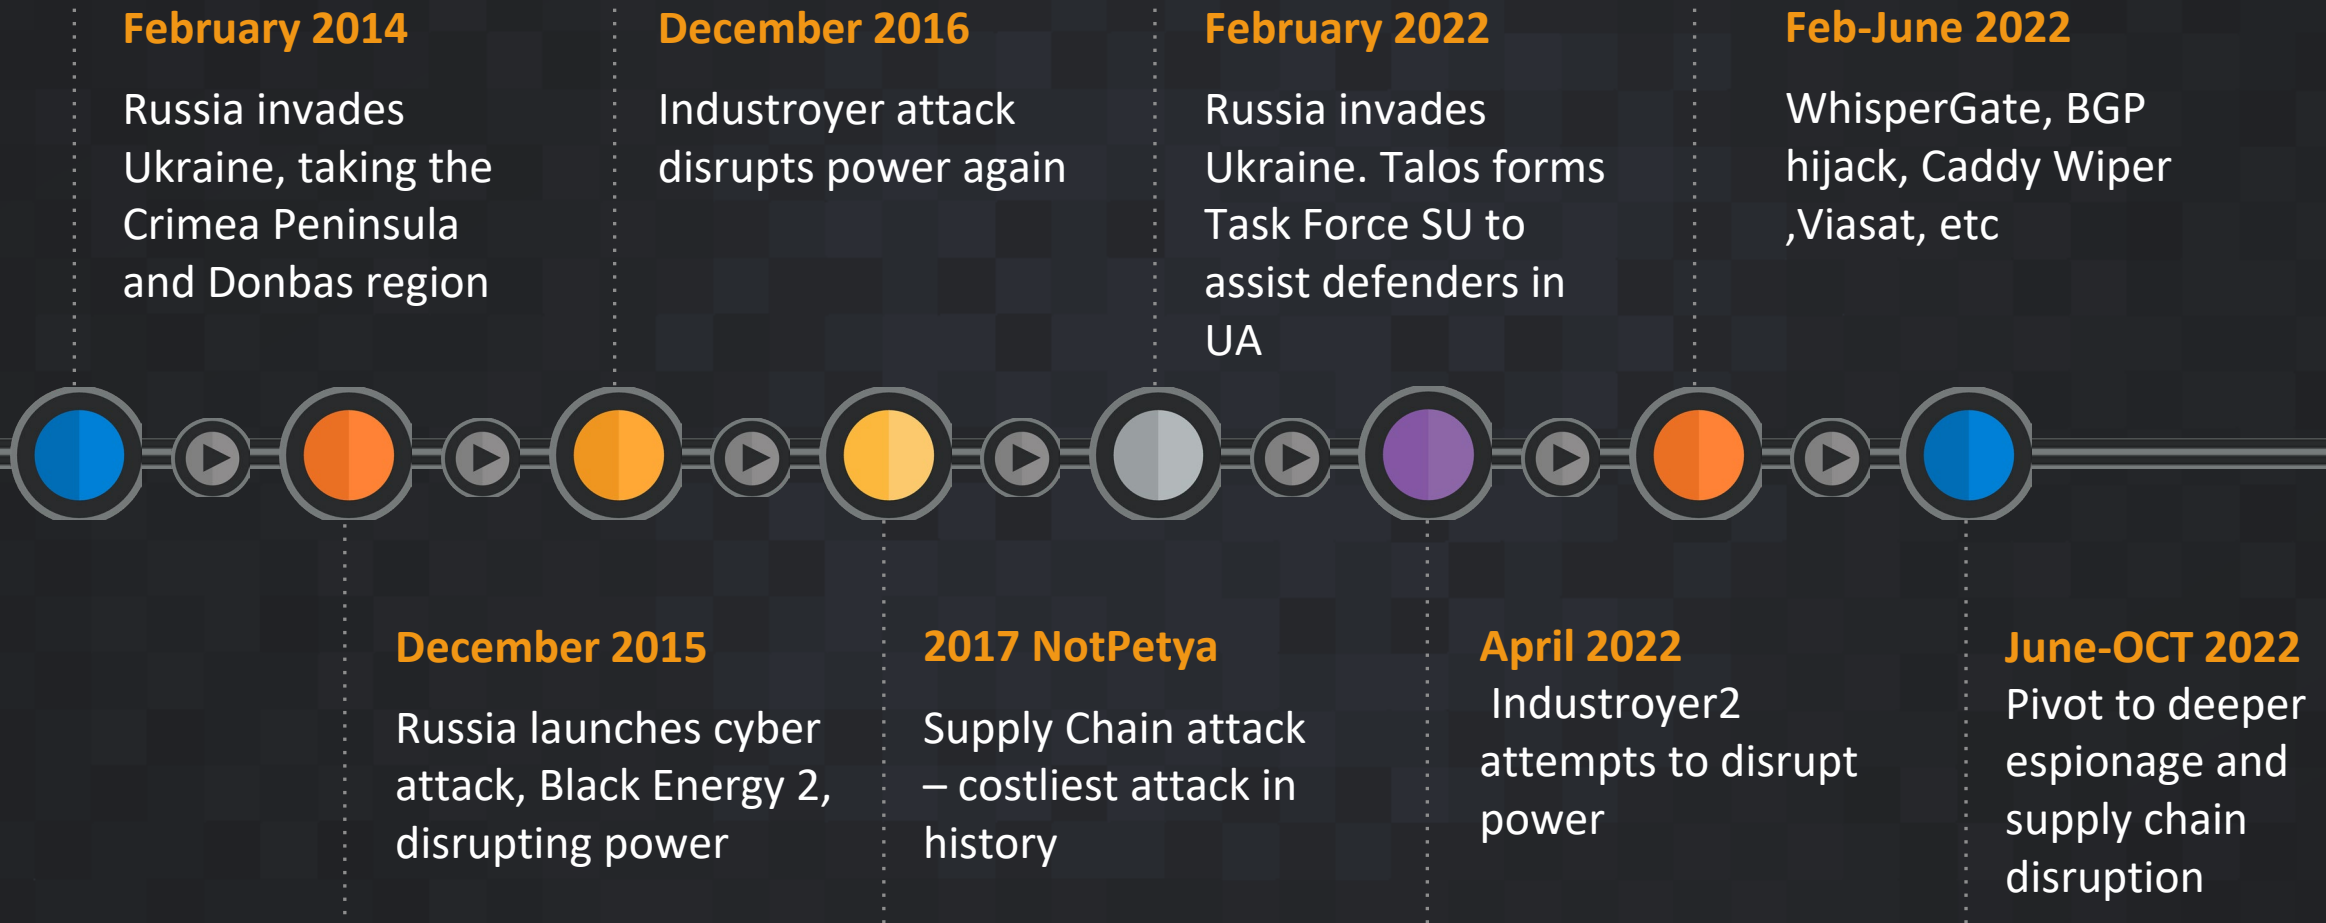 February 2014
Russia invades
Ukraine, taking the
Crimea Peninsula
and Donbas region
December 2015
Russia launches cyber
attack, Black Energy 2,
disrupting power
December 2016
Industroyer attack
disrupts power again
2017 NotPetya
Supply Chain attack
– costliest attack in
history
February 2022
Russia invades
Ukraine. Talos forms
Task Force SU to
assist defenders in
UA
April 2022
Industroyer2
attempts to disrupt
power
Feb-June 2022
WhisperGate, BGP
hijack, Caddy Wiper
,Viasat, etc
June-OCT 2022
Pivot to deeper
espionage and
supply chain
disruption